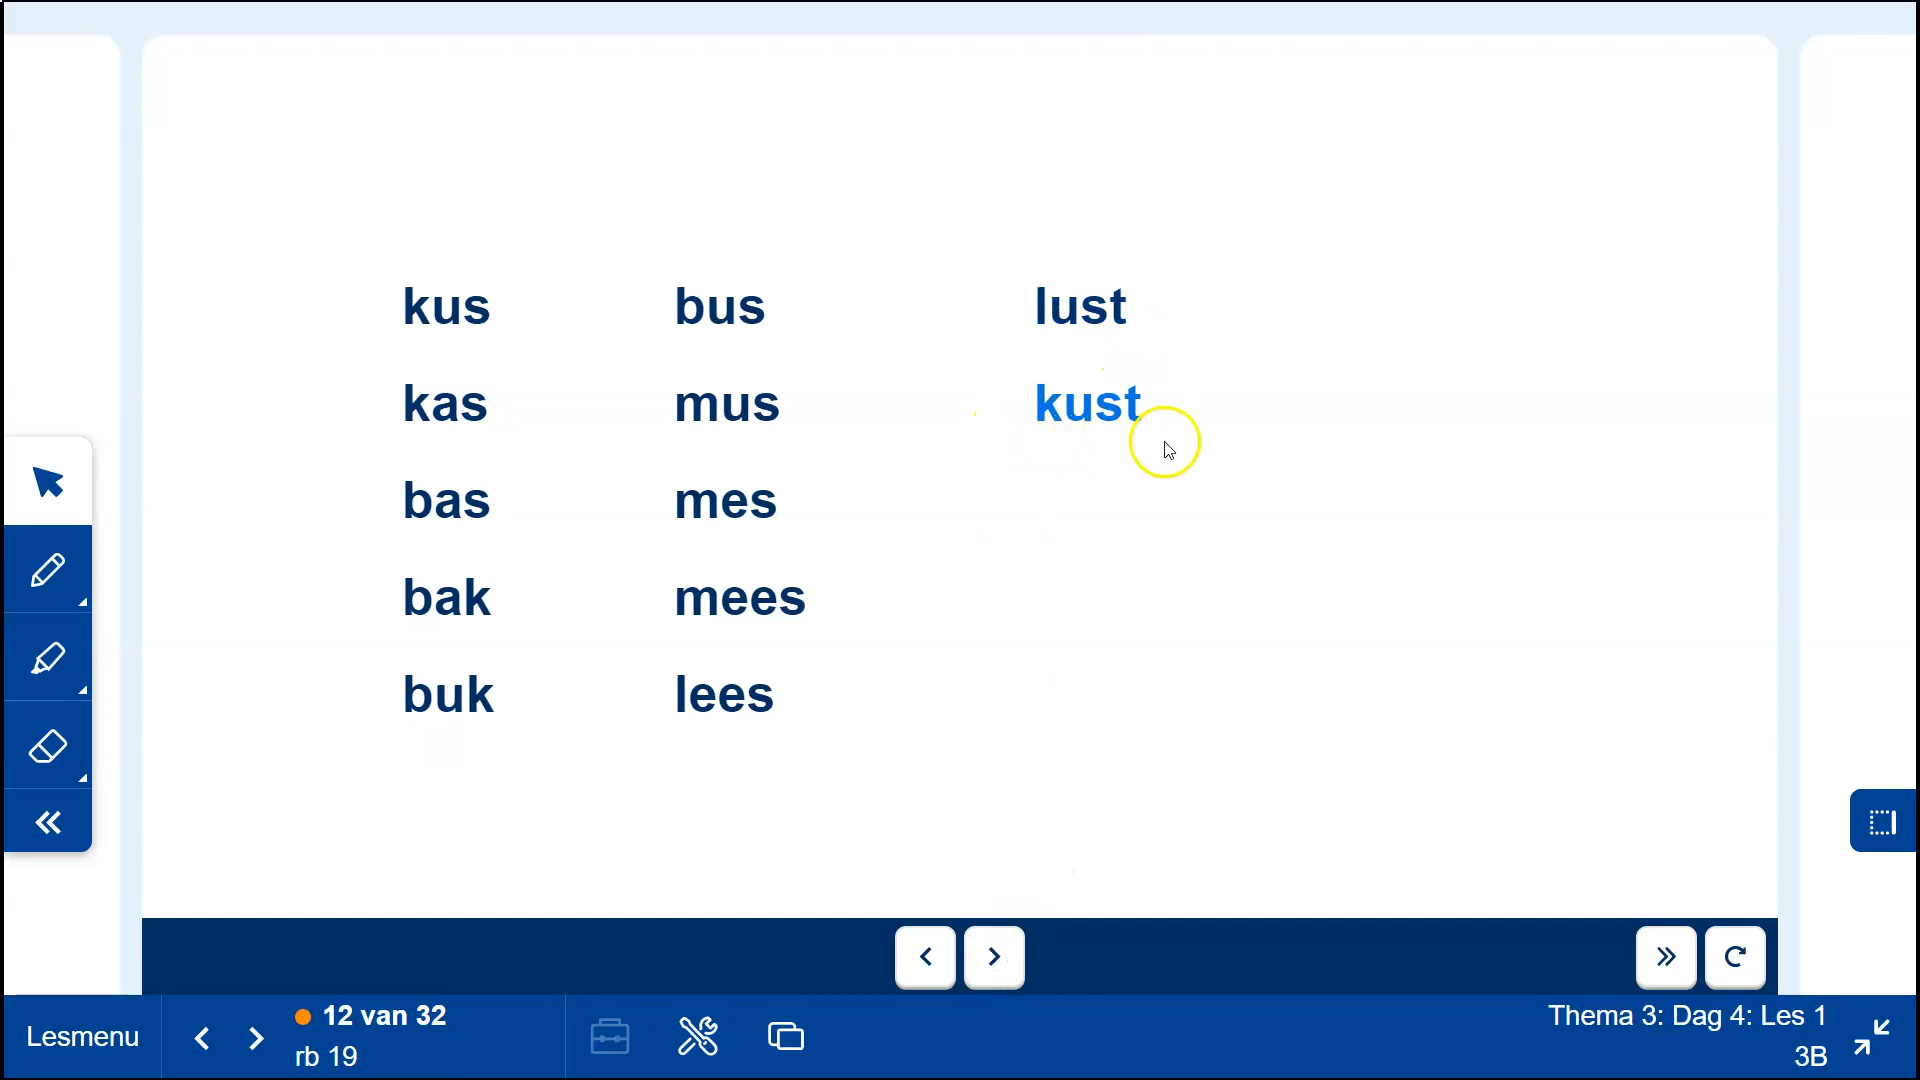 kus bus lust
kas mus kust
bas mes
bak mees
buk lees
Lesmenu
12 van 32
rb 19
Thema 3: Dag 4: Les 1
3B